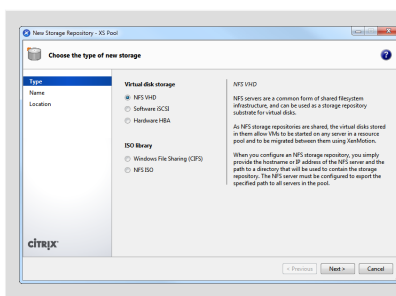 New Storage Repository - XS Pool
Choose the type of new storage
Type
Name
Location
CİTRIX
Virtual disk storage
NFS VHD
Software iSCSI
Hardware HBA
ISO library
Windows File Sharing (CIFS)
NFS ISO
NFS VHD
NFS servers are a common form of shared filesystem
infrastructure, and can be used as a storage repository
substrate for virtual disks.
As NFS storage repositories are shared, the virtual disks stored
in them allow VMs to be started on any server in a resource
pool and to be migrated between them using XenMotion.
When you configure an NFS storage repository, you simply
provide the hostname or IP address of the NFS server and the
path to a directory that will be used to contain the storage
repository. The NFS server must be configured to export the
specified path to all servers in the pool.
< Previous
Next >
Cancel